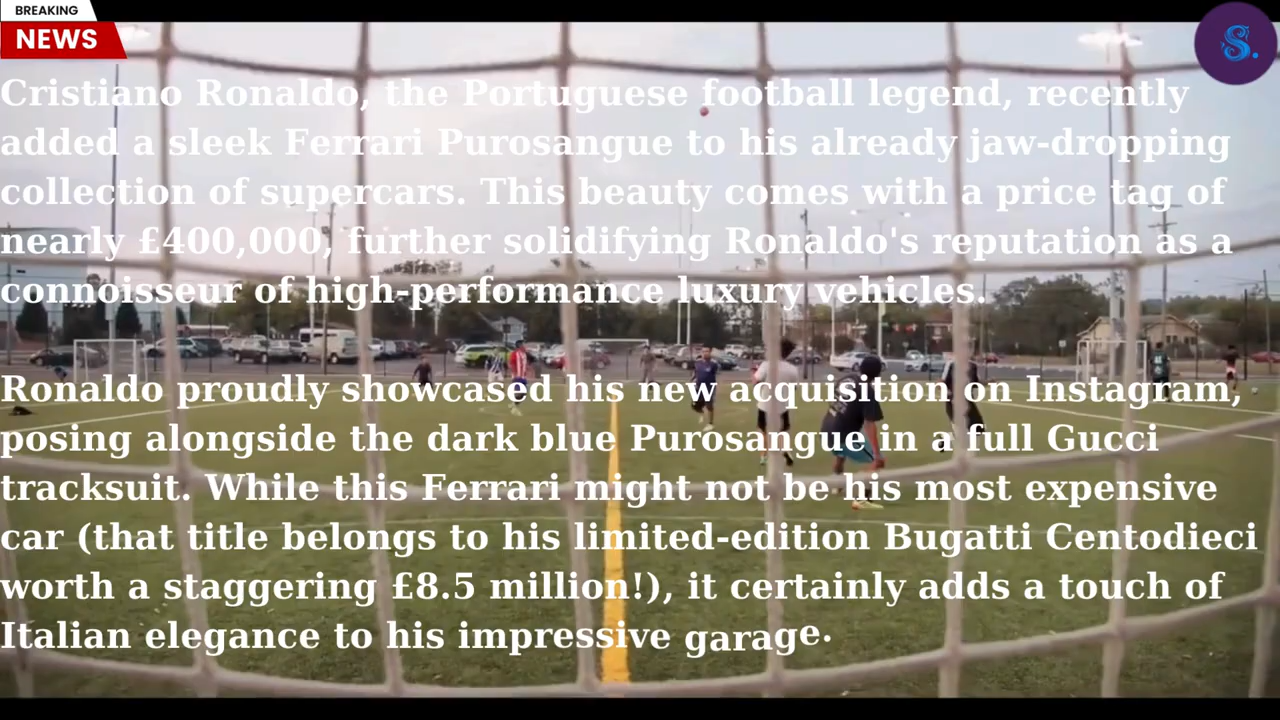 BREAKING
NEWS
S.
Cristiano Ronaldo, the Portuguese football legend, recently
added a sleek Ferrari Purosangue to his already jaw-dropping
collection of supercars. This beauty comes with a price tag of
nearly £400,000, further solidifying Ronaldo's reputation as a
connoisseur of high-performance luxury vehicles.
Ronaldo proudly showcased his new acquisition on Instagram,
posing alongside the dark blue Purosangue in a full Gucci
tracksuit. While this Ferrari might not be his most expensive
car (that title belongs to his limited-edition Bugatti Centodieci
worth a staggering £8.5 million!), it certainly adds a touch of
Italian elegance to his impressive garage.